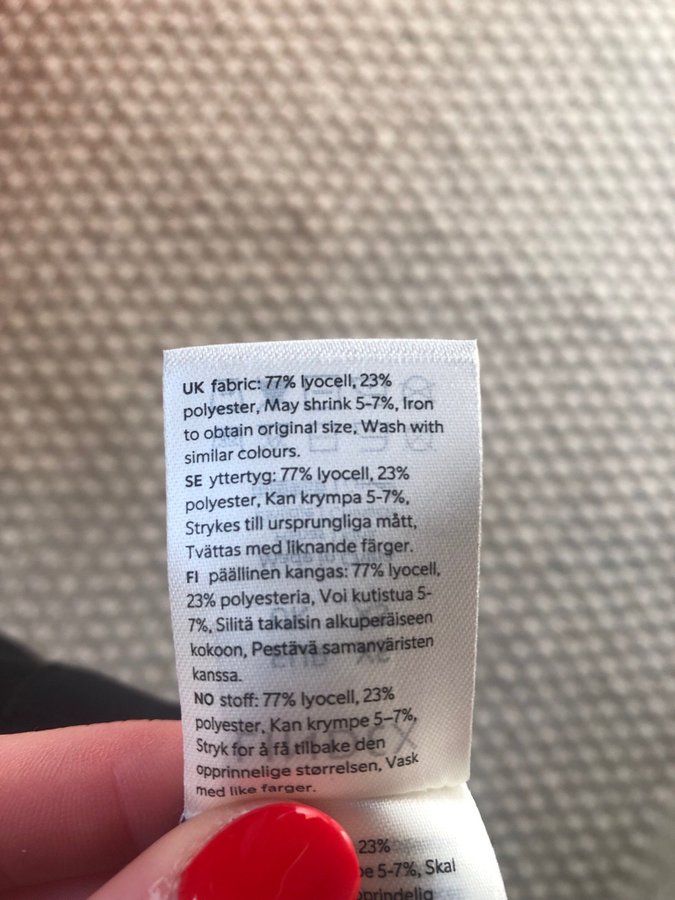 UK fabric: 77% lyocell, 23%
polyester, May shrink 5-7%, Iron
to obtain original size, Wash with
similar colours.
SE yttertyg: 77% lyocell, 23%
polyester, Kan krympa 5-7%,
Strykes till ursprungliga mått,
Tvättas med liknande färger.
FI päällinen kangas: 77% lyocell,
23% polyesteria, Voi kutistua 5-
7%, Silitä takaisin alkuperäiseen
kokoon, Pestävä samanväristen
kanssa.
NO stoff: 77% lyocell, 23%
polyester, Kan krympe 5-7%,
Stryk for å få tilbake den
opprinnelige størrelsen, Vask
med like farger.
23%
5-7%, Skal